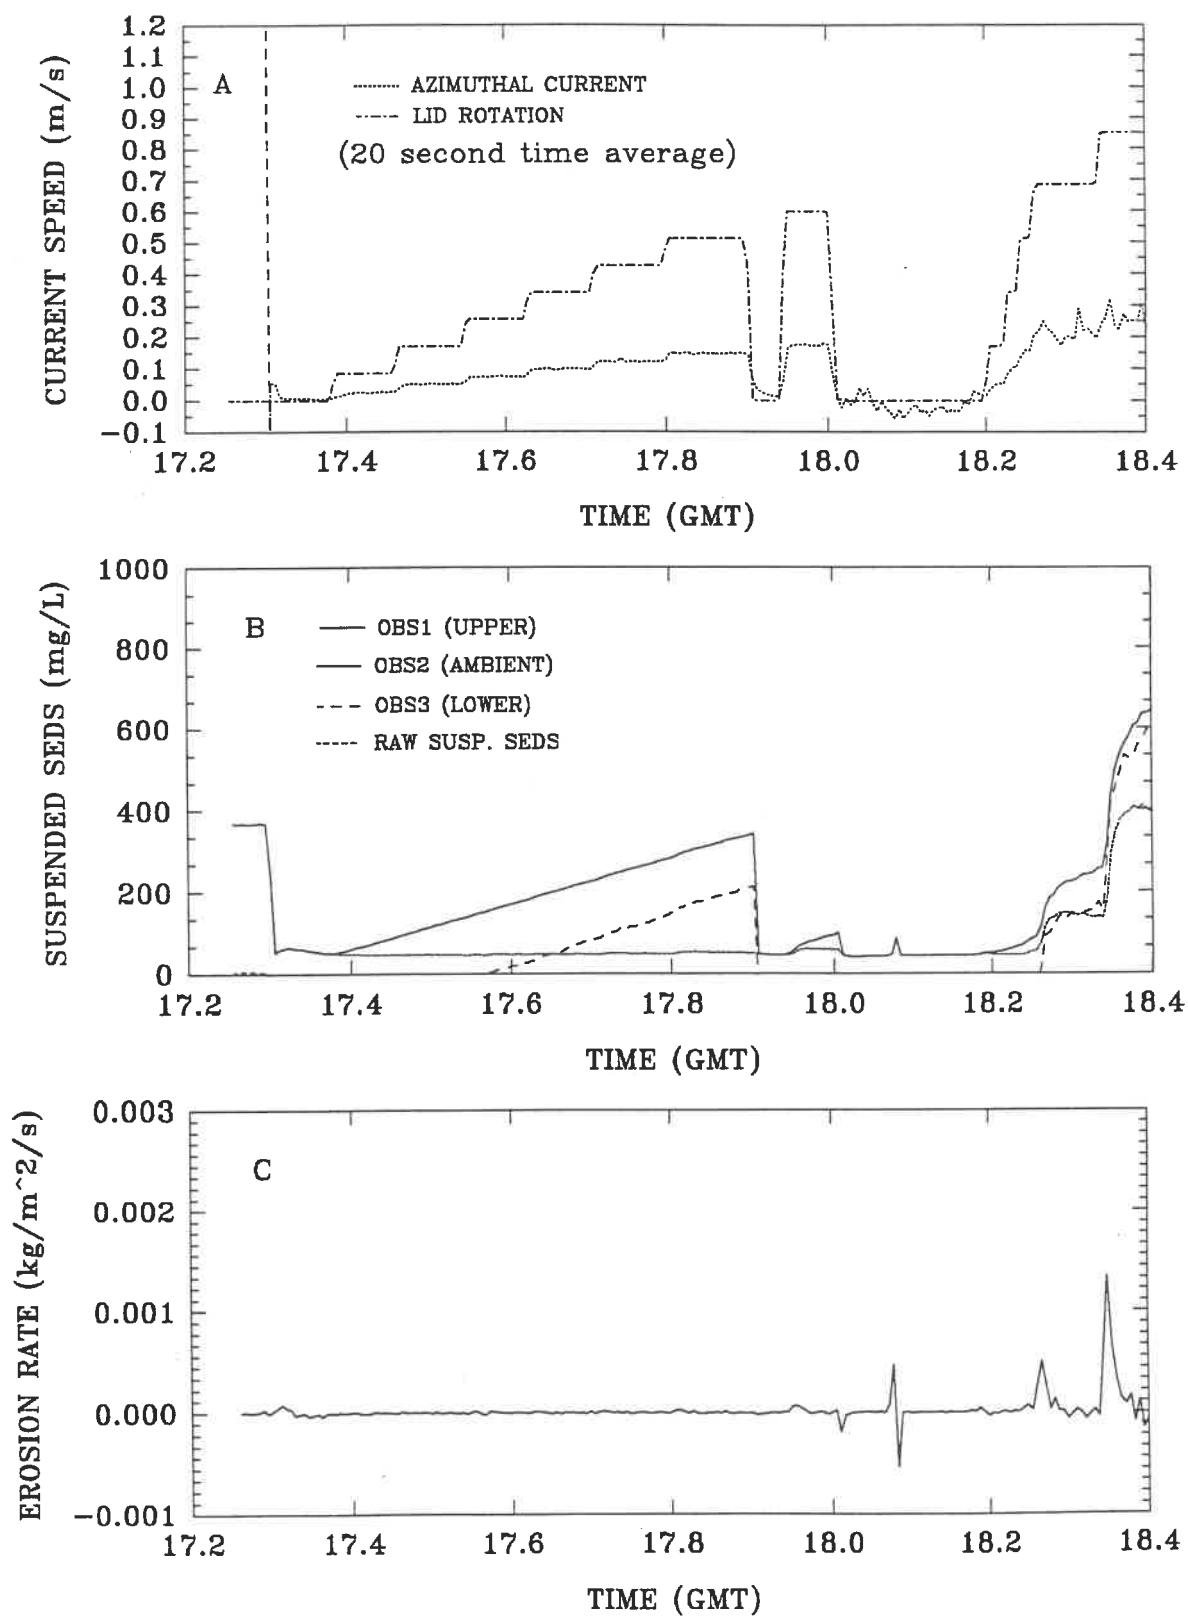 1.2
1.1
1.0
0.9
0.8
0.7
0.6
0.5
0.4
0.3
0.2
0.1
0.0
−0.1
CURRENT SPEED (m/s)
A
AZIMUTHAL CURRENT
LID ROTATION
(20 second time average)
17.2 17.4 17.6 17.8 18.0 18.2 18.4
TIME (GMT)
1000
800
600
400
200
0
SUSPENDED SEDS (mg/L)
B
OBS1 (UPPER)
OBS2 (AMBIENT)
OBS3 (LOWER)
RAW SUSP. SEDS
17.2 17.4 17.6 17.8 18.0 18.2 18.4
TIME (GMT)
0.003
0.002
0.001
0.000
−0.001
EROSION RATE (kg/m^2/s)
C
17.2 17.4 17.6 17.8 18.0 18.2 18.4
TIME (GMT)